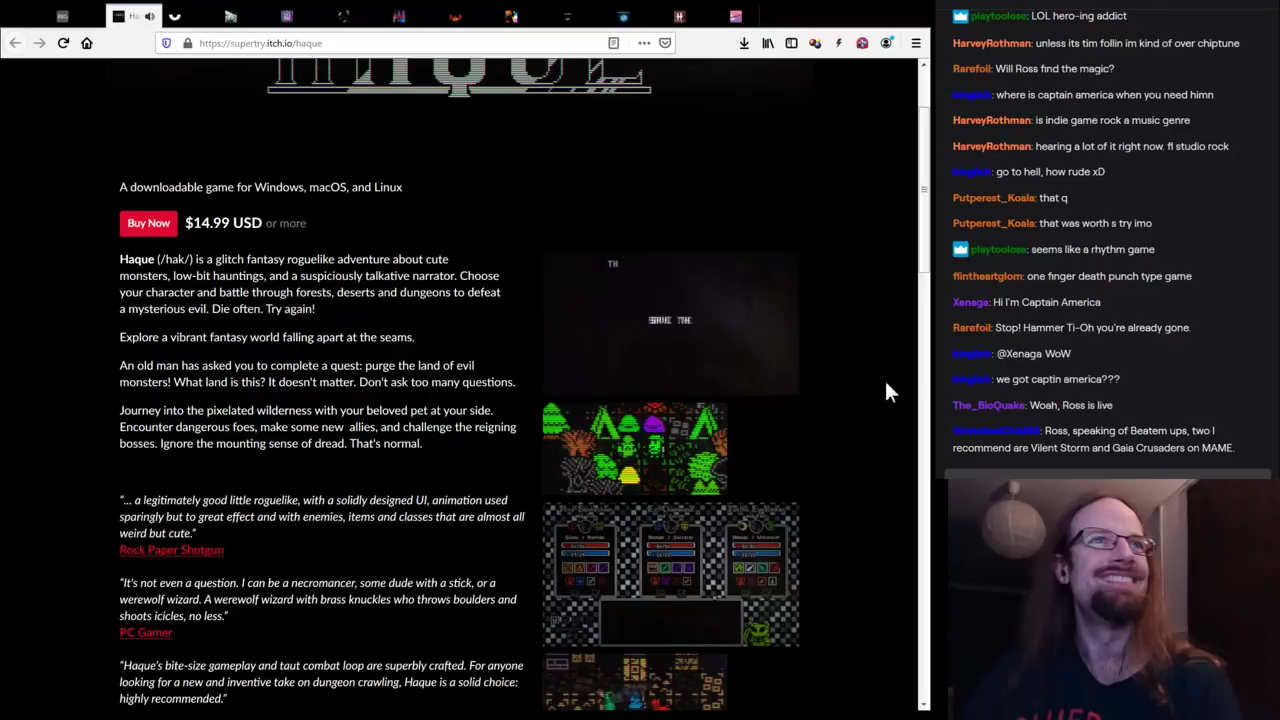 Ha
https://supertry.itch.io/haque
A downloadable game for Windows, macOS, and Linux
Buy Now $14.99 USD or more
Haque (/hak/) is a glitch fantasy roguelike adventure about cute
monsters, low-bit hauntings, and a suspiciously talkative narrator. Choose
your character and battle through forests, deserts and dungeons to defeat
a mysterious evil. Die often. Try again!
Explore a vibrant fantasy world falling apart at the seams.
An old man has asked you to complete a quest: purge the land of evil
monsters! What land is this? It doesn't matter. Don't ask too many questions.
Journey into the pixelated wilderness with your beloved pet at your side.
Encounter dangerous foes, make some new allies, and challenge the reigning
bosses. Ignore the mounting sense of dread. That's normal.
"... a legitimately good little roguelike, with a solidly designed UI, animation used
sparingly but to great effect and with enemies, items and classes that are almost all
weird but cute."
Rock Paper Shotgun
"It's not even a question. I can be a necromancer, some dude with a stick, or a
werewolf wizard. A werewolf wizard with brass knuckles who throws boulders and
shoots icicles, no less."
PC Gamer
"Haque's bite-size gameplay and taut combat loop are superbly crafted. For anyone
looking for a new and inventive take on dungeon crawling, Haque is a solid choice:
highly recommended."
TH
SAVE THE
playtoolose: LOL hero-ing addict
HarveyRothman: unless its tim follin im kind of over chiptune
Rarefoil: Will Ross find the magic?
: where is captain america when you need himn
HarveyRothman: is indie game rock a music genre
HarveyRothman: hearing a lot of it right now. fl studio rock
: go to hell, how rude xD
Putperest_Koala: that q
Putperest_Koala: that was worth s try imo
playtoolose: seems like a rhythm game
flintheartglom: one finger death punch type game
Xenaga: Hi I'm Captain America
Rarefoil: Stop! Hammer Ti-Oh you're already gone.
: @Xenaga WoW
: we got captin america???
The_BioQuake: Woah, Ross is live
: Ross, speaking of Beatem ups, two I
recommend are Vilent Storm and Gaia Crusaders on MAME.